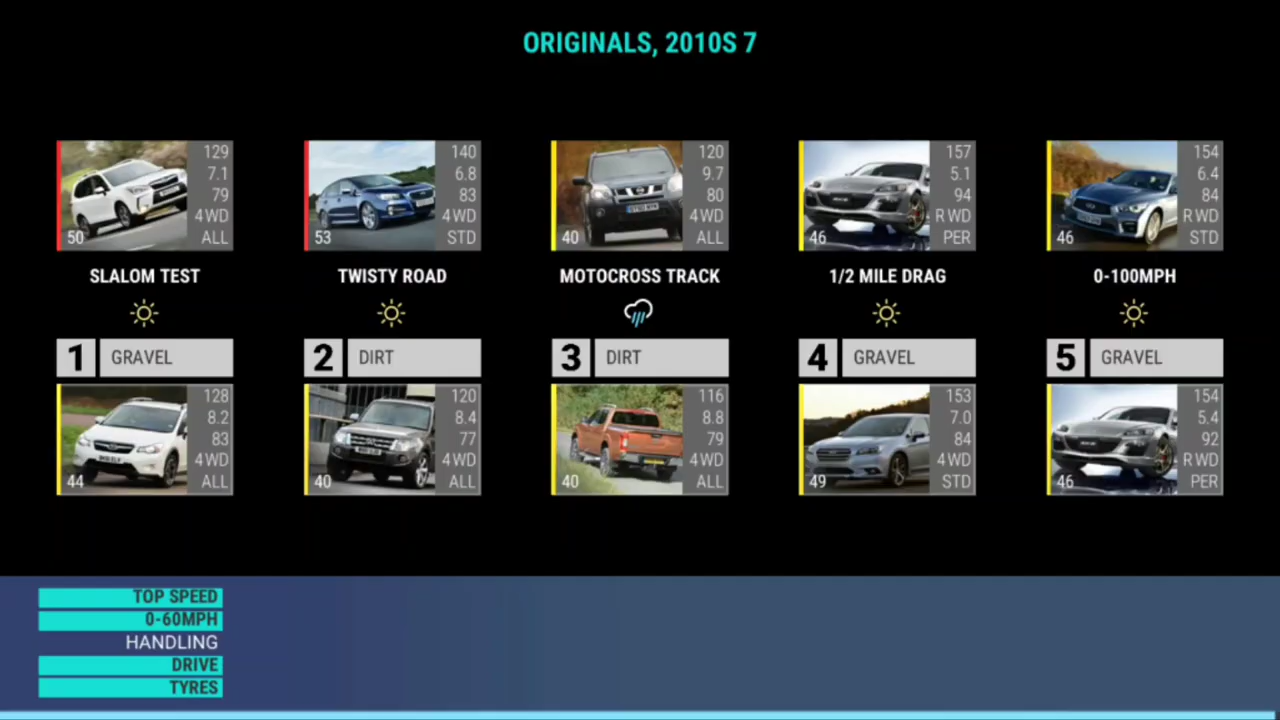 ORIGINALS, 2010S 7
129
7.1
79
4WD
ALL
50
140
6.8
83
4WD
STD
53
120
9.7
80
4WD
ALL
40
157
5.1
94
RWD
PER
46
154
6.4
84
RWD
STD
46
SLALOM TEST
TWISTY ROAD
MOTOCROSS TRACK
1/2 MILE DRAG
0-100MPH
1 GRAVEL
2 DIRT
3 DIRT
4 GRAVEL
5 GRAVEL
128
8.2
83
4WD
ALL
44
120
8.4
77
4WD
ALL
40
116
8.8
79
4WD
ALL
40
153
7.0
84
4WD
STD
49
154
5.4
92
RWD
PER
46
TOP SPEED
0-60MPH
HANDLING
DRIVE
TYRES